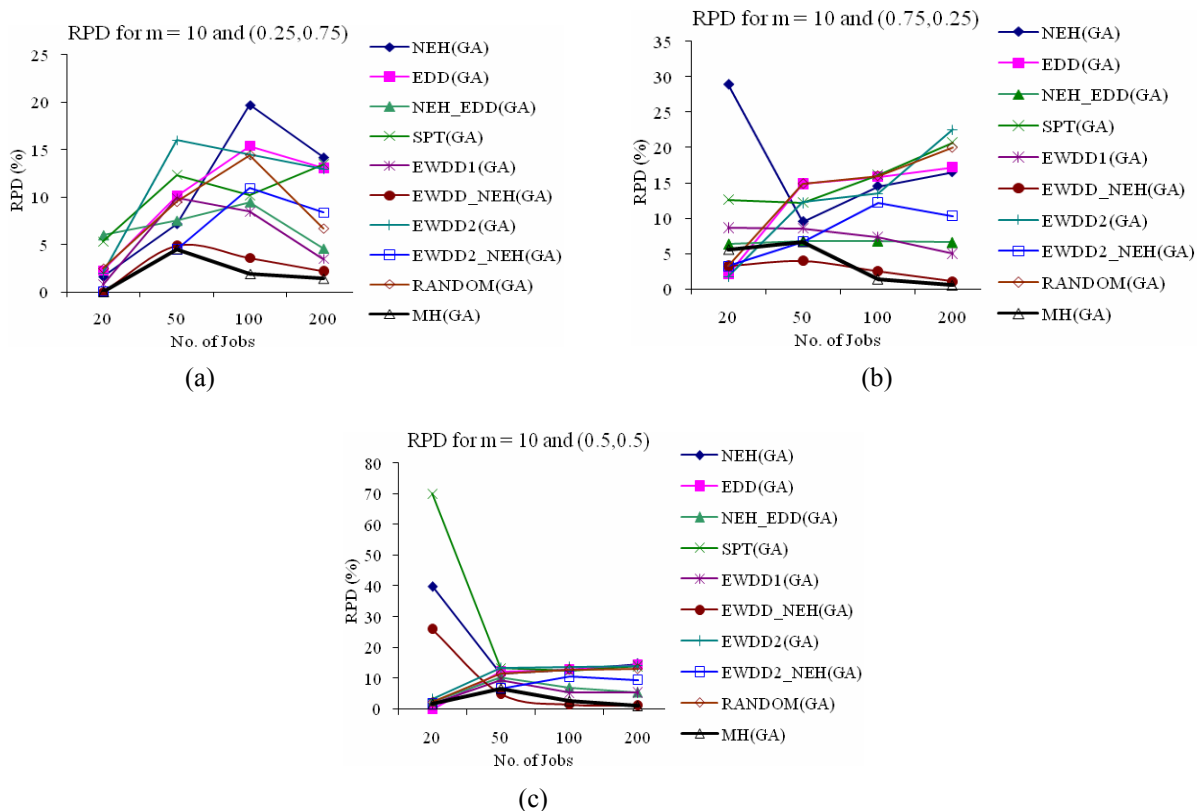 RPD for m = 10 and (0.25,0.75)
25
20
15
10
5
0
RPD (%)
20 50 100 200
No. of Jobs
NEH(GA)
EDD(GA)
NEH_EDD(GA)
SPT(GA)
EWDD1(GA)
EWDD_NEH(GA)
EWDD2(GA)
EWDD2_NEH(GA)
RANDOM(GA)
MH(GA)
(a)
RPD for m = 10 and (0.75,0.25)
35
30
25
20
15
10
5
0
RPD (%)
20 50 100 200
No. of Jobs
NEH(GA)
EDD(GA)
NEH_EDD(GA)
SPT(GA)
EWDD1(GA)
EWDD_NEH(GA)
EWDD2(GA)
EWDD2_NEH(GA)
RANDOM(GA)
MH(GA)
(b)
RPD for m = 10 and (0.5,0.5)
80
70
60
50
40
30
20
10
0
RPD (%)
20 50 100 200
No. of Jobs
NEH(GA)
EDD(GA)
NEH_EDD(GA)
SPT(GA)
EWDD1(GA)
EWDD_NEH(GA)
EWDD2(GA)
EWDD2_NEH(GA)
RANDOM(GA)
MH(GA)
(c)